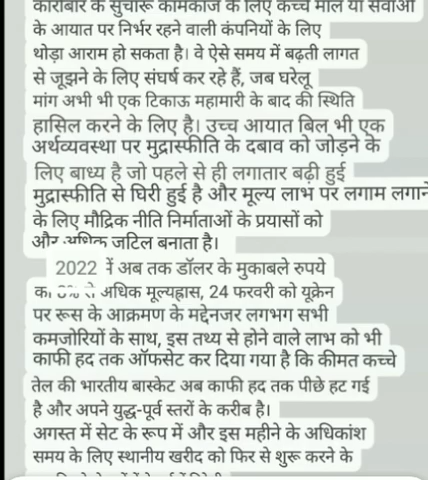 कारोबार के सुचारू कामकाज के लिए कच्चे माल या सेवाओं
के आयात पर निर्भर रहने वाली कंपनियों के लिए
थोड़ा आराम हो सकता है। वे ऐसे समय में बढ़ती लागत
से जूझने के लिए संघर्ष कर रहे हैं, जब घरेलू
मांग अभी भी एक टिकाऊ महामारी के बाद की स्थिति
हासिल करने के लिए है। उच्च आयात बिल भी एक
अर्थव्यवस्था पर मुद्रास्फीति के दबाव को जोड़ने के
लिए बाध्य है जो पहले से ही लगातार बढ़ी हुई
मुद्रास्फीति से घिरी हुई है और मूल्य लाभ पर लगाम लगाने
के लिए मौद्रिक नीति निर्माताओं के प्रयासों को
और अधिक जटिल बनाता है।
2022 में अब तक डॉलर के मुकाबले रुपये
का से अधिक मूल्यह्रास, 24 फरवरी को यूक्रेन
पर रूस के आक्रमण के मद्देनजर लगभग सभी
कमजोरियों के साथ, इस तथ्य से होने वाले लाभ को भी
काफी हद तक ऑफसेट कर दिया गया है कि कीमत कच्चे
तेल की भारतीय बास्केट अब काफी हद तक पीछे हट गई
है और अपने युद्ध-पूर्व स्तरों के करीब है।
अगस्त में सेट के रूप में और इस महीने के अधिकांश
समय के लिए स्थानीय खरीद को फिर से शुरू करने के